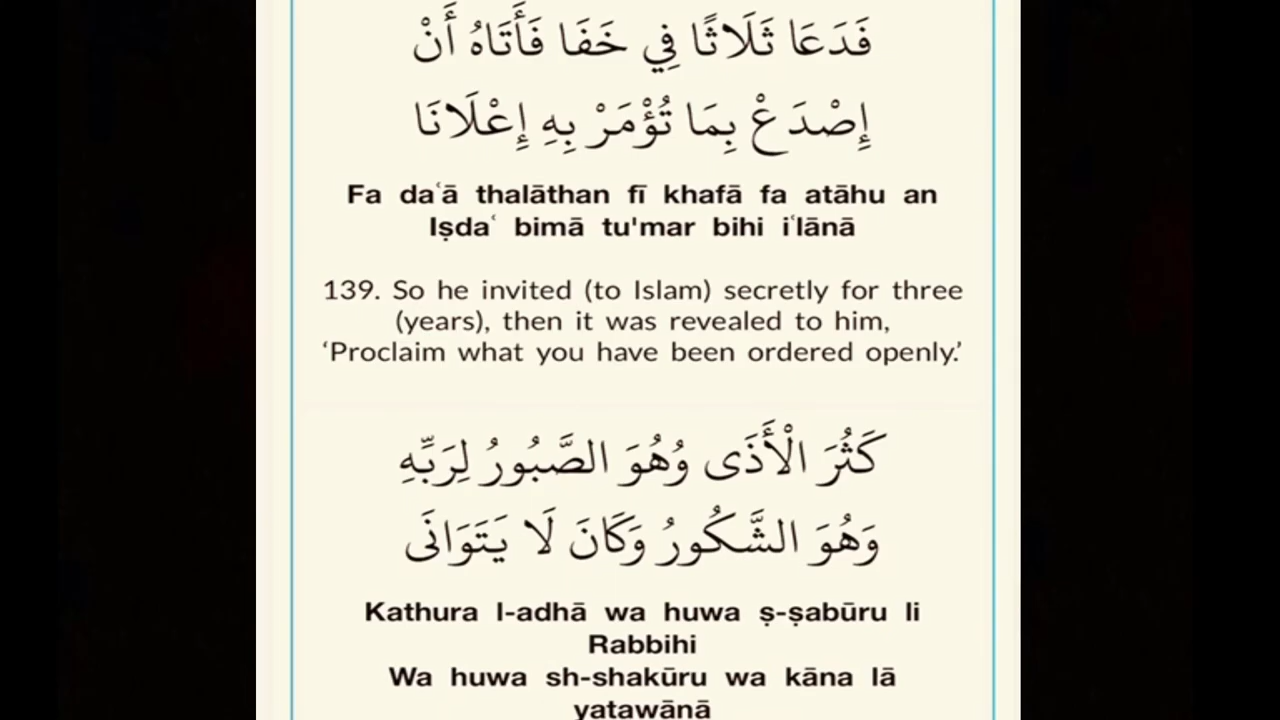 فَدَعَا ثَلَاثًا فِي خَفَا فَأَتَاهُ أَنْ
إِصْدَعْ بِمَا تُؤْمَرْ بِهِ إِعْلَانَا
Fa daʿā thalāthan fī khafā fa atāhu an
Iṣdaʿ bimā tu'mar bihi iʿlānā
139. So he invited (to Islam) secretly for three
(years), then it was revealed to him,
‘Proclaim what you have been ordered openly.’
كَثُرَ الْأَذَى وُهُوَ الصَّبُورُ لِرَبِّهِ
وَهُوَ الشَّكُورُ وَكَانَ لَا يَتَوَانَى
Kathura l-adhā wa huwa ṣ-ṣabūru li
Rabbihi
Wa huwa sh-shakūru wa kāna lā
yatawānā